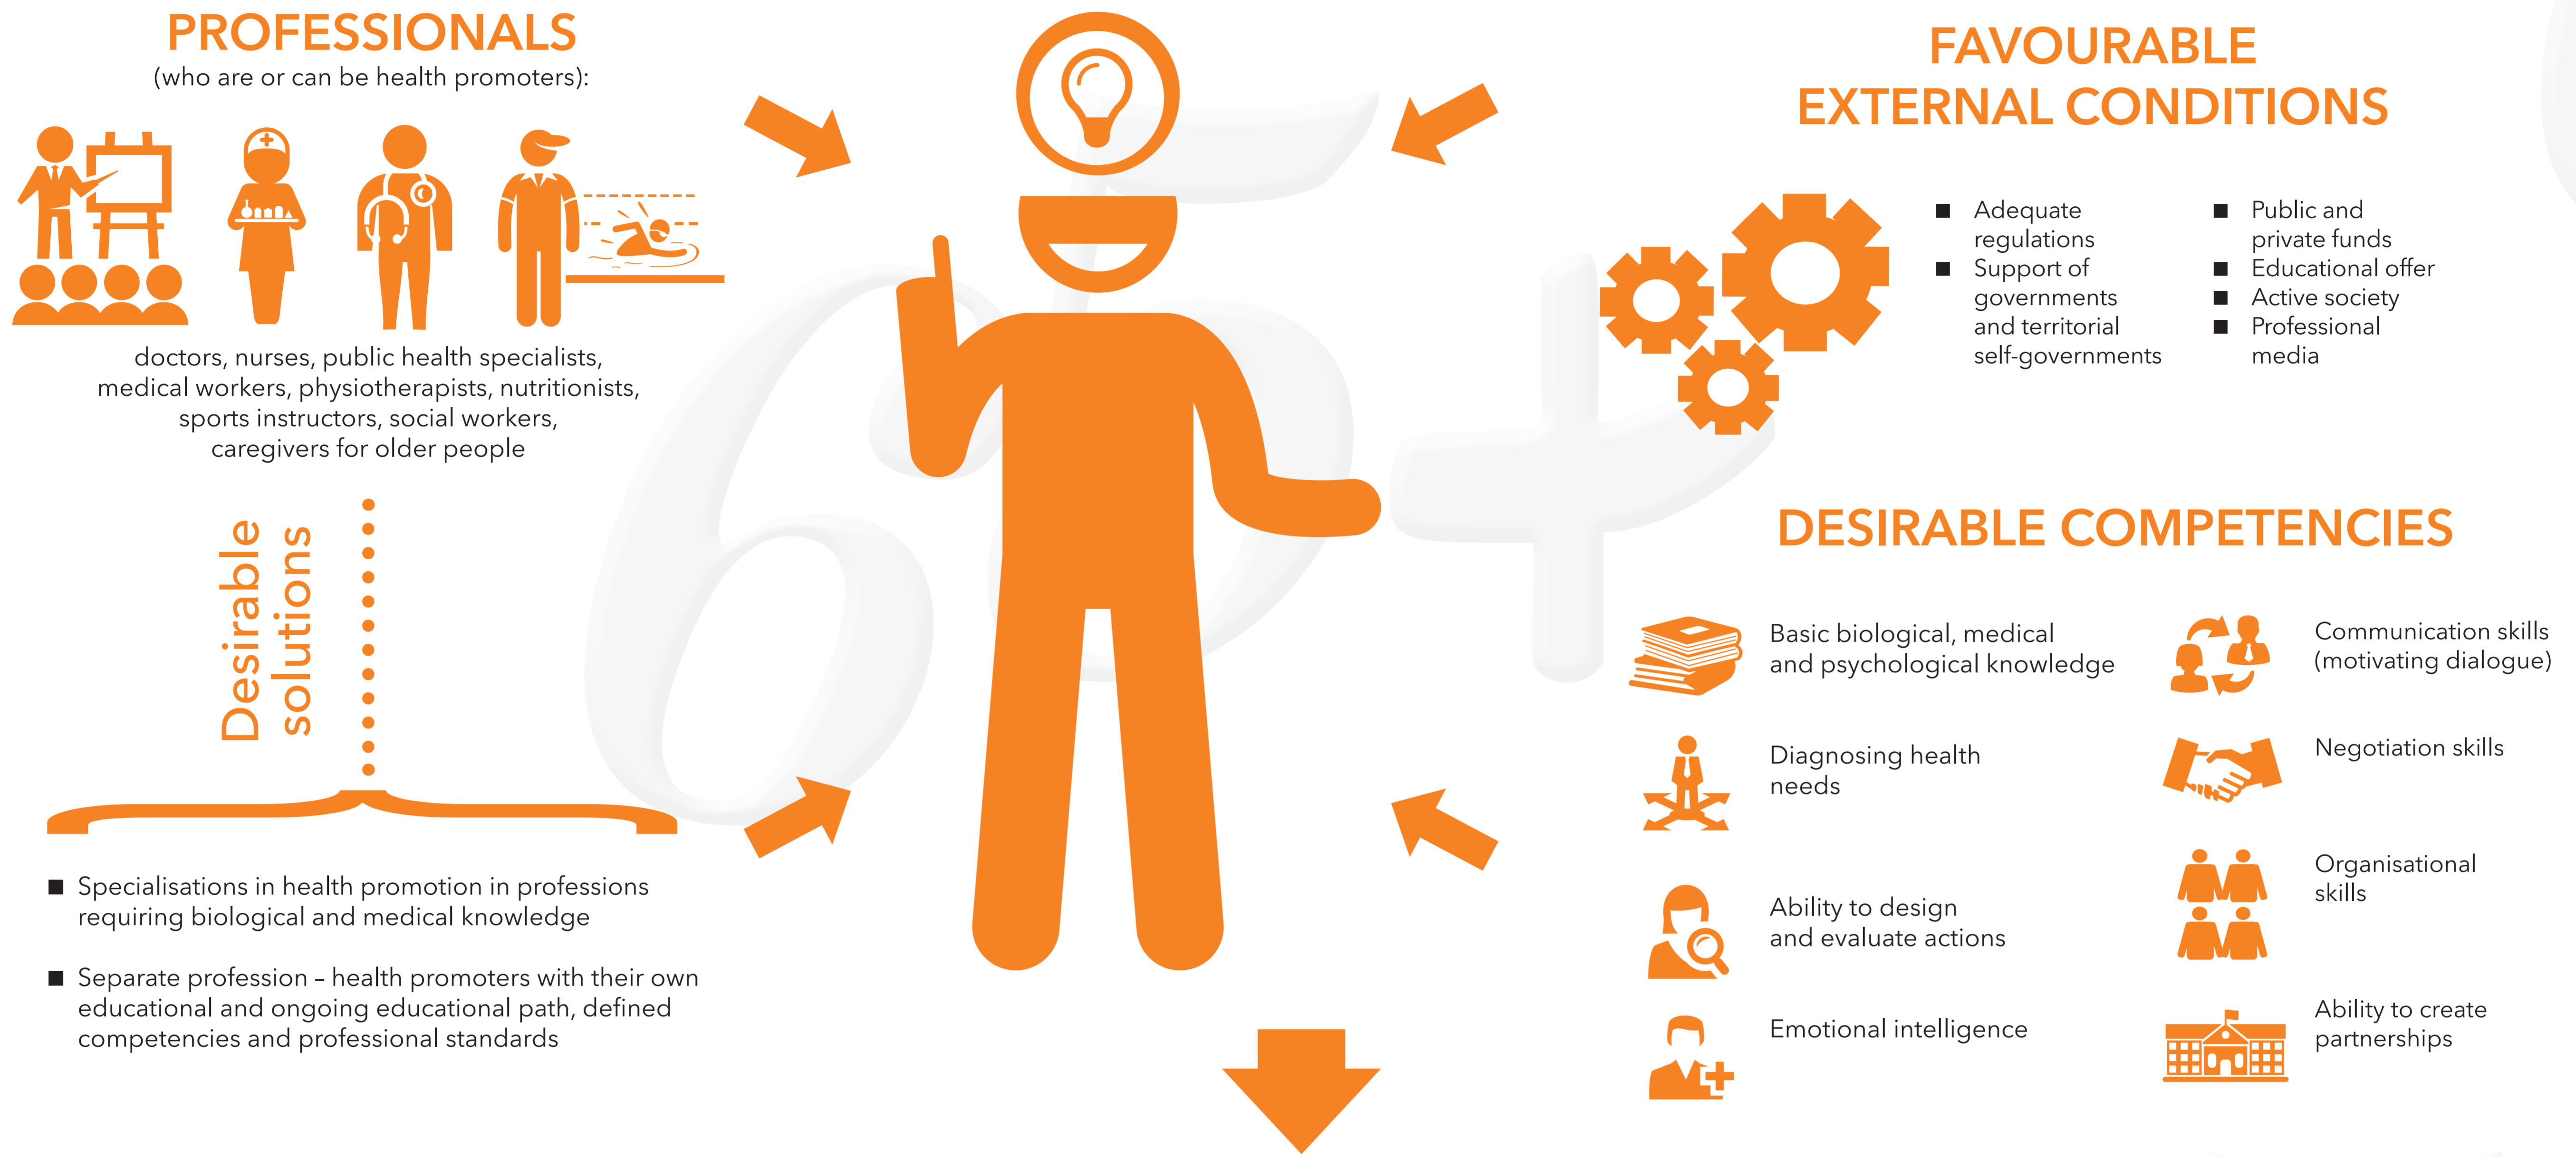 PROFESSIONALS
(who are or can be health promoters):
doctors, nurses, public health specialists,
medical workers, physiotherapists, nutritionists,
sports instructors, social workers,
caregivers for older people
Desirable
solutions
■ Specialisations in health promotion in professions
requiring biological and medical knowledge
■ Separate profession – health promoters with their own
educational and ongoing educational path, defined
competencies and professional standards
65+
FAVOURABLE
EXTERNAL CONDITIONS
■ Adequate
regulations
■ Support of
governments
and territorial
self-governments
■ Public and
private funds
■ Educational offer
■ Active society
■ Professional
media
DESIRABLE COMPETENCIES
Basic biological, medical
and psychological knowledge
Diagnosing health
needs
Ability to design
and evaluate actions
Emotional intelligence
Communication skills
(motivating dialogue)
Negotiation skills
Organisational
skills
Ability to create
partnerships